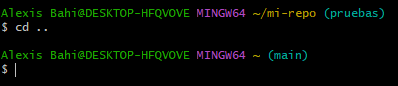 Alexis Bahi@DESKTOP-HFQVOVE MINGW64 ~/mi-repo (pruebas)
$ cd ..
Alexis Bahi@DESKTOP-HFQVOVE MINGW64 ~ (main)
$